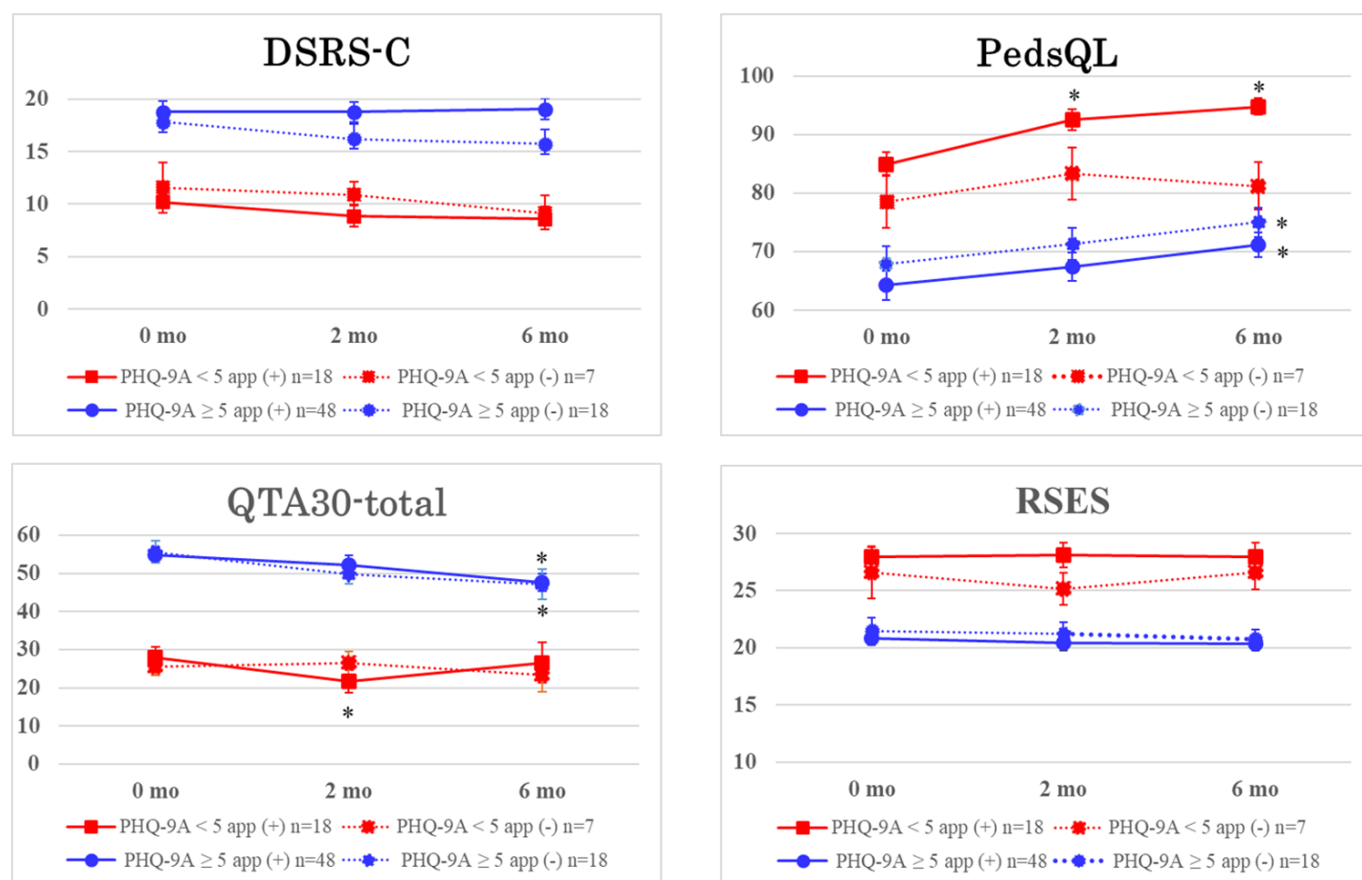 DSRS-C
20
15
10
5
0
0 mo 2 mo 6 mo
PHQ-9A < 5 app (+) n=18 PHQ-9A < 5 app (-) n=7
PHQ-9A ≥ 5 app (+) n=48 PHQ-9A ≥ 5 app (-) n=18
PedsQL
100
* *
90
80
70
*
*
60
0 mo 2 mo 6 mo
PHQ-9A < 5 app (+) n=18 PHQ-9A < 5 app (-) n=7
PHQ-9A ≥ 5 app (+) n=48 PHQ-9A ≥ 5 app (-) n=18
QTA30-total
60
*
50
40
*
30
20
*
10
0
0 mo 2 mo 6 mo
PHQ-9A < 5 app (+) n=18 PHQ-9A < 5 app (-) n=7
PHQ-9A ≥ 5 app (+) n=48 PHQ-9A ≥ 5 app (-) n=18
RSES
30
25
20
15
10
0 mo 2 mo 6 mo
PHQ-9A < 5 app (+) n=18 PHQ-9A < 5 app (-) n=7
PHQ-9A ≥ 5 app (+) n=48 PHQ-9A ≥ 5 app (-) n=18